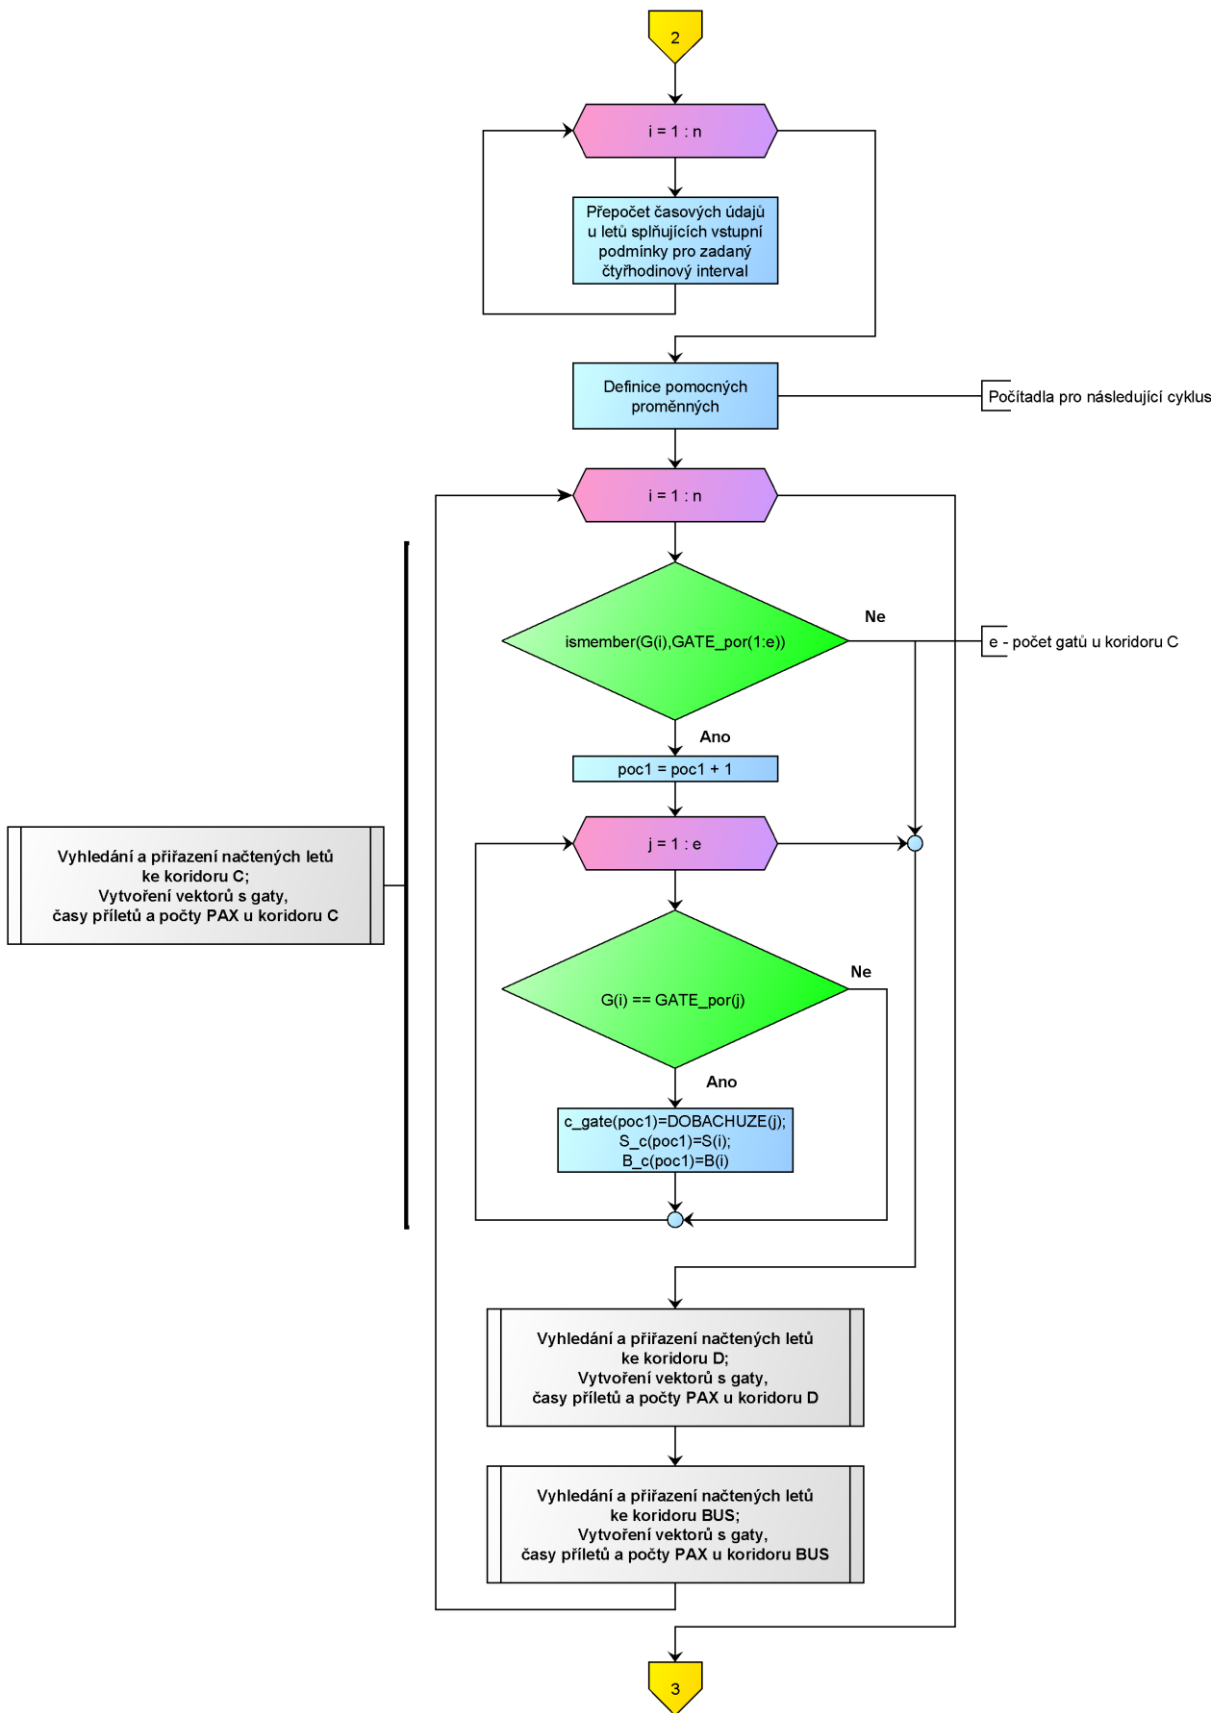 2
i = 1 : n
Přepočet časových údajů
u letů splňujících vstupní
podmínky pro zadaný
čtyřhodinový interval
Definice pomocných
proměnných
Počítadla pro následující cyklus
i = 1 : n
ismember(G(i),GATE_por(1:e))
Ne
e - počet gatů u koridoru C
Ano
poc1 = poc1 + 1
j = 1 : e
Vyhledání a přiřazení načtených letů
ke koridoru C;
Vytvoření vektorů s gaty,
časy příletů a počty PAX u koridoru C
G(i) == GATE_por(j)
Ne
Ano
c_gate(poc1)=DOBACHUZE(j);
S_c(poc1)=S(i);
B_c(poc1)=B(i)
Vyhledání a přiřazení načtených letů
ke koridoru D;
Vytvoření vektorů s gaty,
časy příletů a počty PAX u koridoru D
Vyhledání a přiřazení načtených letů
ke koridoru BUS;
Vytvoření vektorů s gaty,
časy příletů a počty PAX u koridoru BUS
3